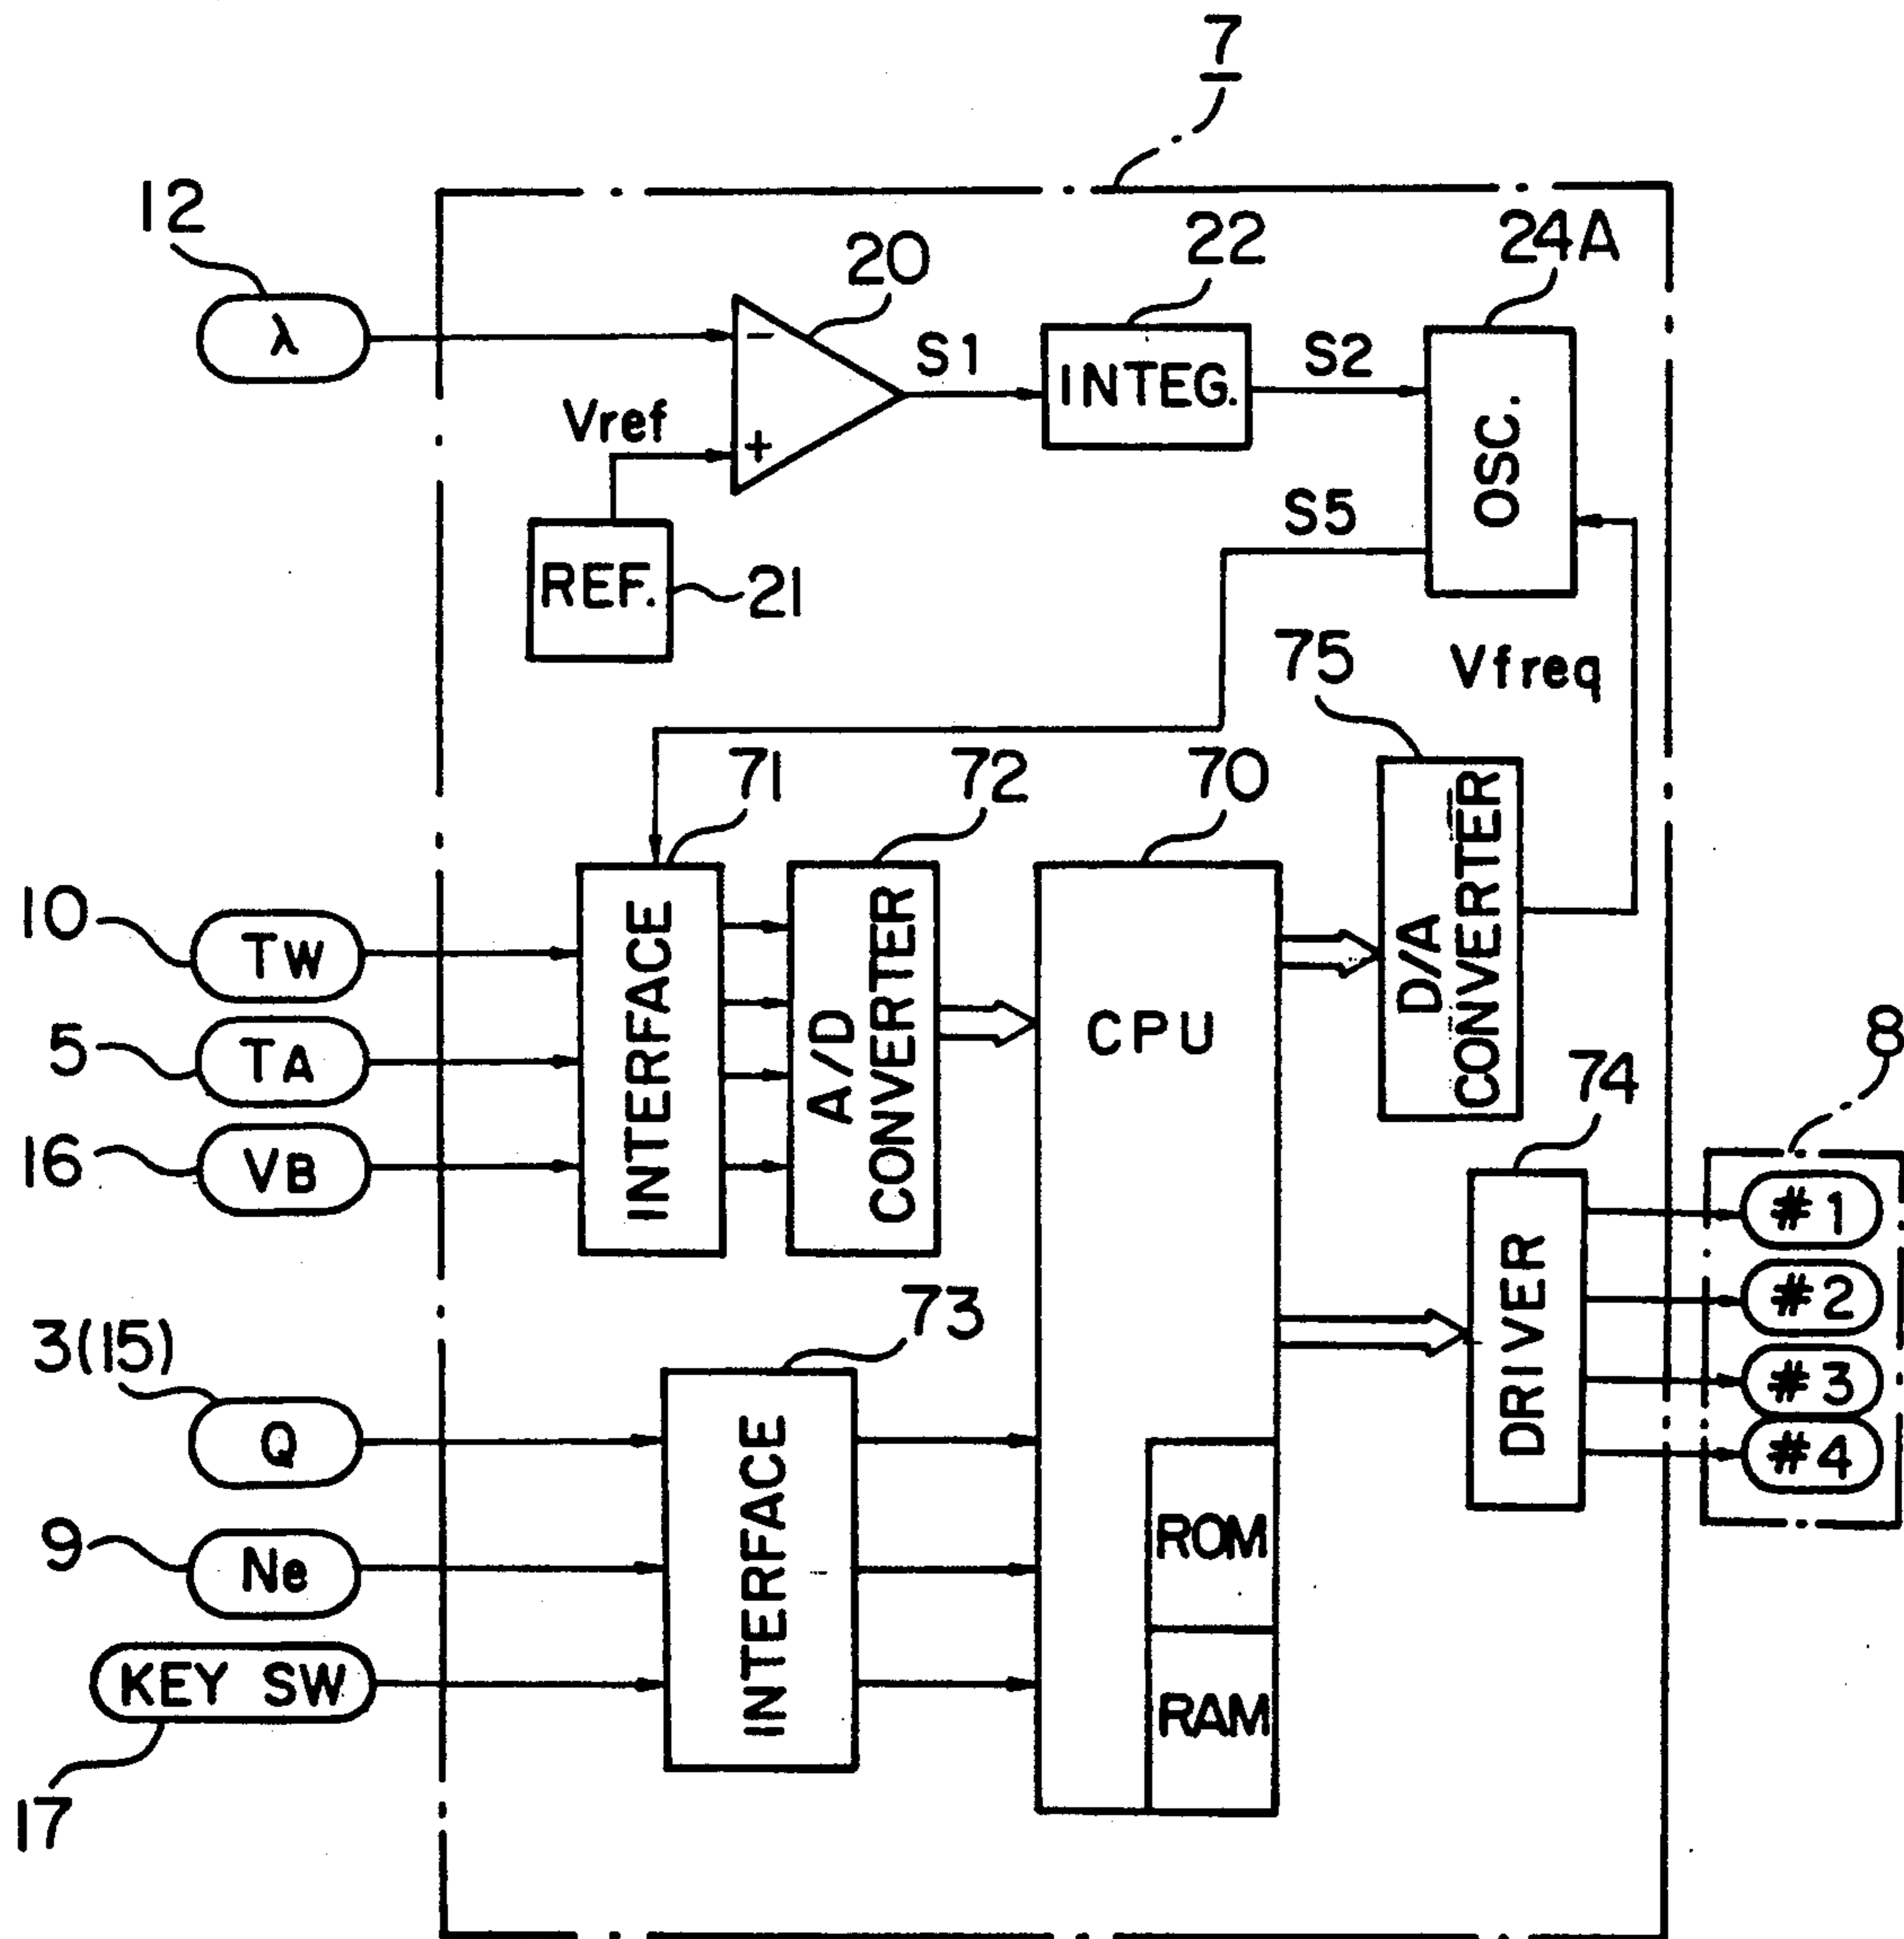 7
12
20
22
24A
λ
-
S1
INTEG.
S2
OSC.
Vref
+
S5
REF.
21
75
Vfreq
71
72
70
D/A CONVERTER
10
TW
INTERFACE
A/D CONVERTER
CPU
5
TA
74
8
16
VB
DRIVER
#1
#2
#3
#4
73
3(15)
Q
INTERFACE
9
Ne
ROM
KEY SW
RAM
17